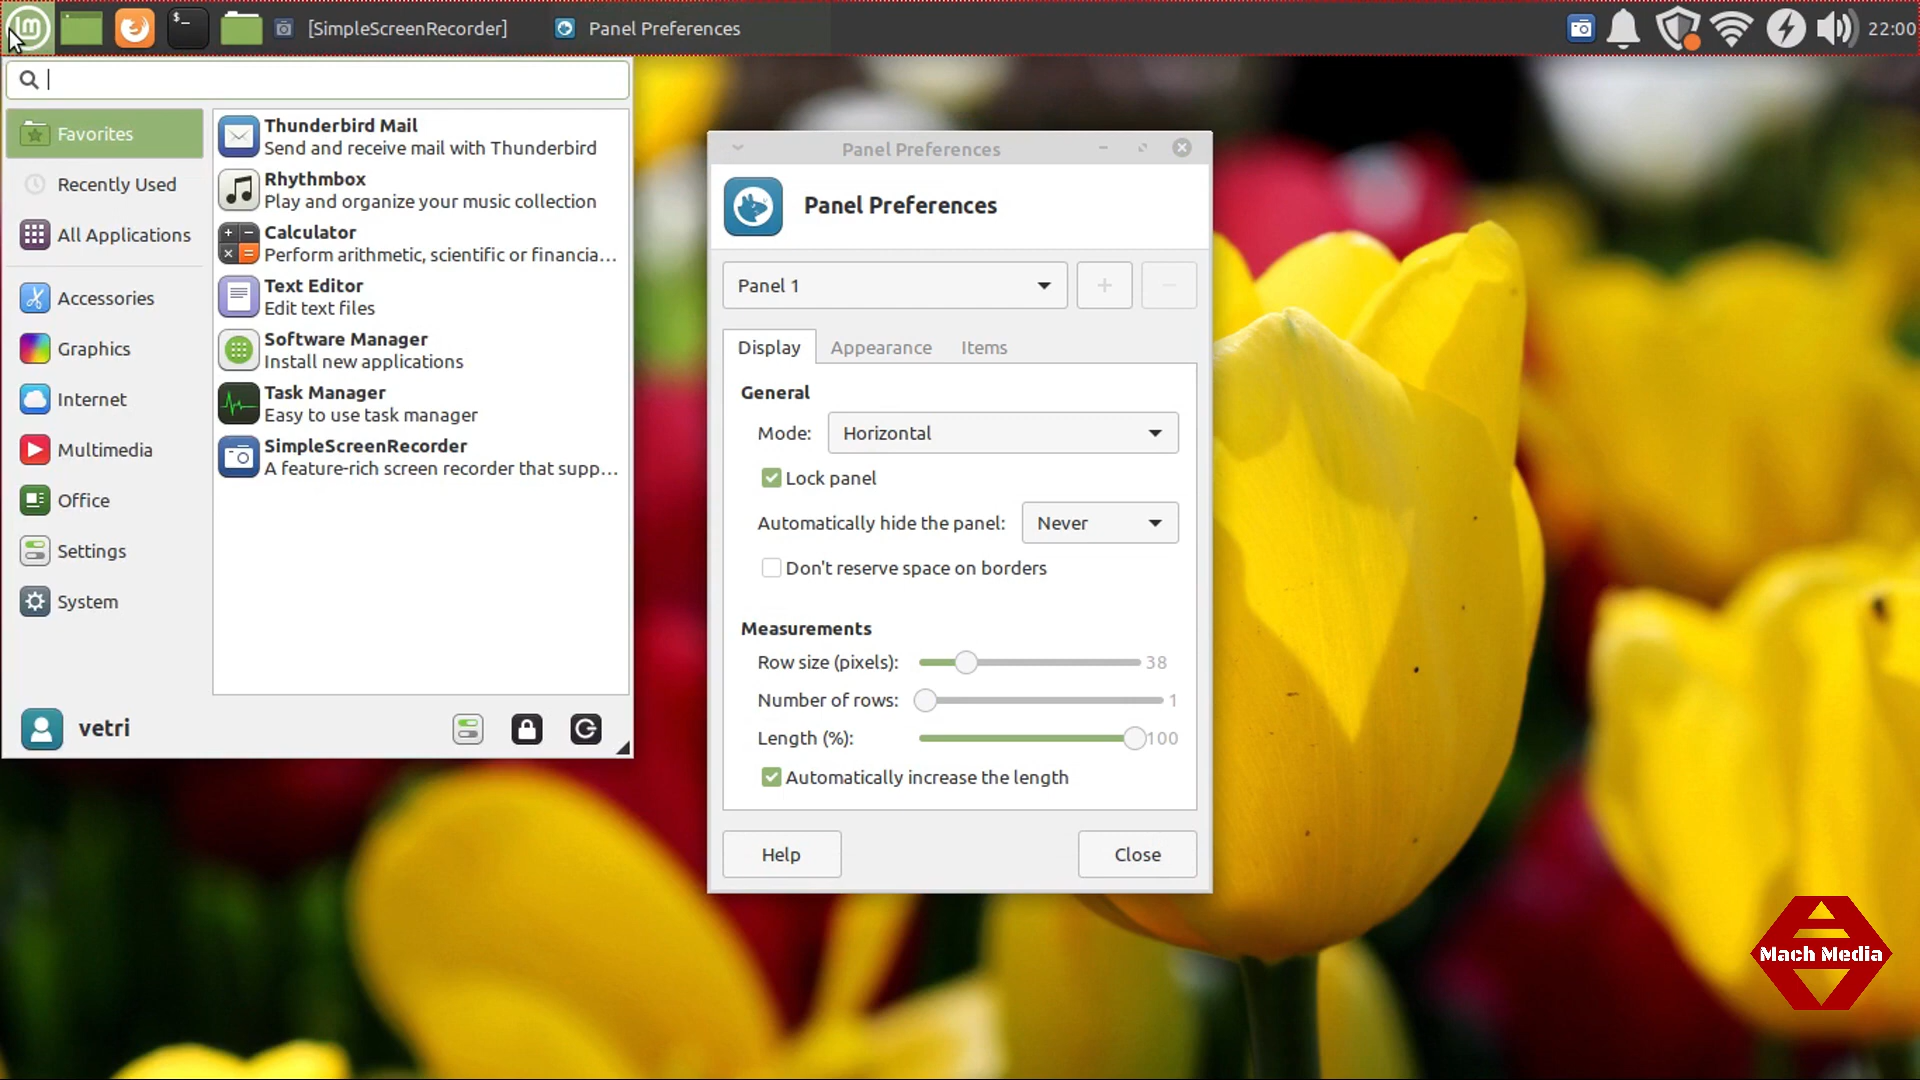 [SimpleScreenRecorder]
Panel Preferences
22:00
Favorites
Recently Used
All Applications
Accessories
Graphics
Internet
Multimedia
Office
Settings
System
Thunderbird Mail
Send and receive mail with Thunderbird
Rhythmbox
Play and organize your music collection
Calculator
Perform arithmetic, scientific or financia...
Text Editor
Edit text files
Software Manager
Install new applications
Task Manager
Easy to use task manager
SimpleScreenRecorder
A feature-rich screen recorder that supp...
vetri
Panel Preferences
Panel Preferences
Panel 1
Display Appearance Items
General
Mode: Horizontal
Lock panel
Automatically hide the panel: Never
Don't reserve space on borders
Measurements
Row size (pixels): 38
Number of rows: 1
Length (%): 100
Automatically increase the length
Help Close
Mach Media